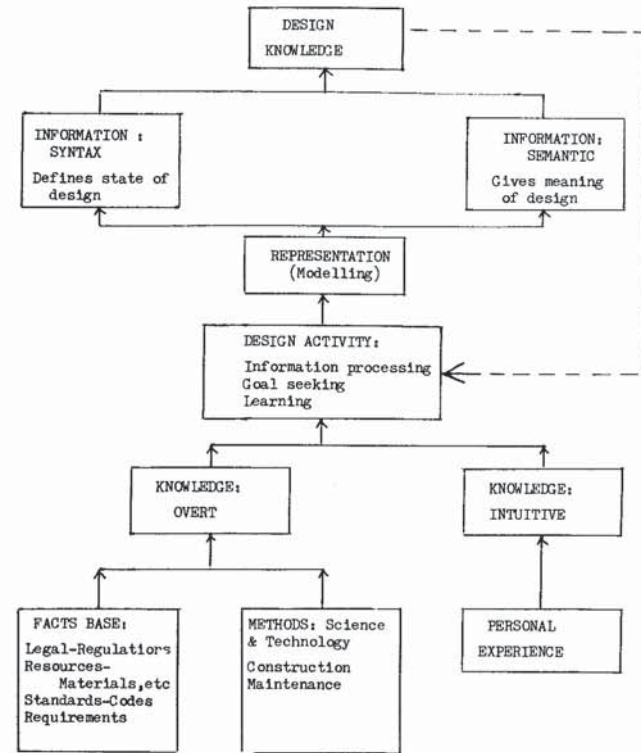 DESIGN
KNOWLEDGE
INFORMATION :
SYNTAX
Defines state of
design
INFORMATION:
SEMANTIC
Gives meaning
of design
REPRESENTATION
(Modelling)
DESIGN ACTIVITY:
Information processing
Goal seeking
Learning
KNOWLEDGE:
OVERT
KNOWLEDGE:
INTUITIVE
FACTS BASE:
Legal-Regulations
Resources-
Materials,etc
Standards-Codes
Requirements
METHODS: Science
& Technology
Construction
Maintenance
PERSONAL
EXPERIENCE